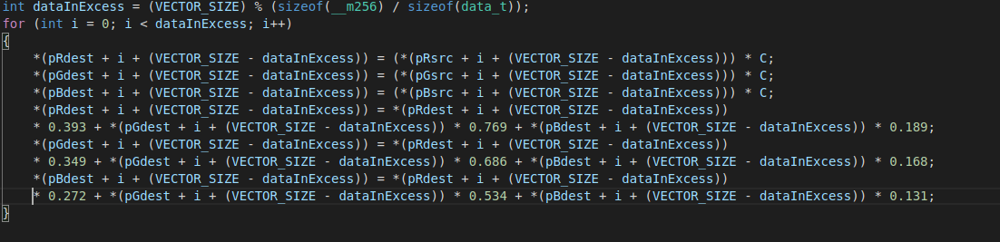 int dataInExcess = (VECTOR_SIZE) % (sizeof(__m256) / sizeof(data_t));
for (int i = 0; i < dataInExcess; i++)
{
    *(pRdest + i + (VECTOR_SIZE - dataInExcess)) = (*(pRsrc + i + (VECTOR_SIZE - dataInExcess))) * C;
    *(pGdest + i + (VECTOR_SIZE - dataInExcess)) = (*(pGsrc + i + (VECTOR_SIZE - dataInExcess))) * C;
    *(pBdest + i + (VECTOR_SIZE - dataInExcess)) = (*(pBsrc + i + (VECTOR_SIZE - dataInExcess))) * C;
    *(pRdest + i + (VECTOR_SIZE - dataInExcess)) = *(pRdest + i + (VECTOR_SIZE - dataInExcess))
    * 0.393 + *(pGdest + i + (VECTOR_SIZE - dataInExcess)) * 0.769 + *(pBdest + i + (VECTOR_SIZE - dataInExcess)) * 0.189;
    *(pGdest + i + (VECTOR_SIZE - dataInExcess)) = *(pRdest + i + (VECTOR_SIZE - dataInExcess))
    * 0.349 + *(pGdest + i + (VECTOR_SIZE - dataInExcess)) * 0.686 + *(pBdest + i + (VECTOR_SIZE - dataInExcess)) * 0.168;
    *(pBdest + i + (VECTOR_SIZE - dataInExcess)) = *(pRdest + i + (VECTOR_SIZE - dataInExcess))
    * 0.272 + *(pGdest + i + (VECTOR_SIZE - dataInExcess)) * 0.534 + *(pBdest + i + (VECTOR_SIZE - dataInExcess)) * 0.131;
}